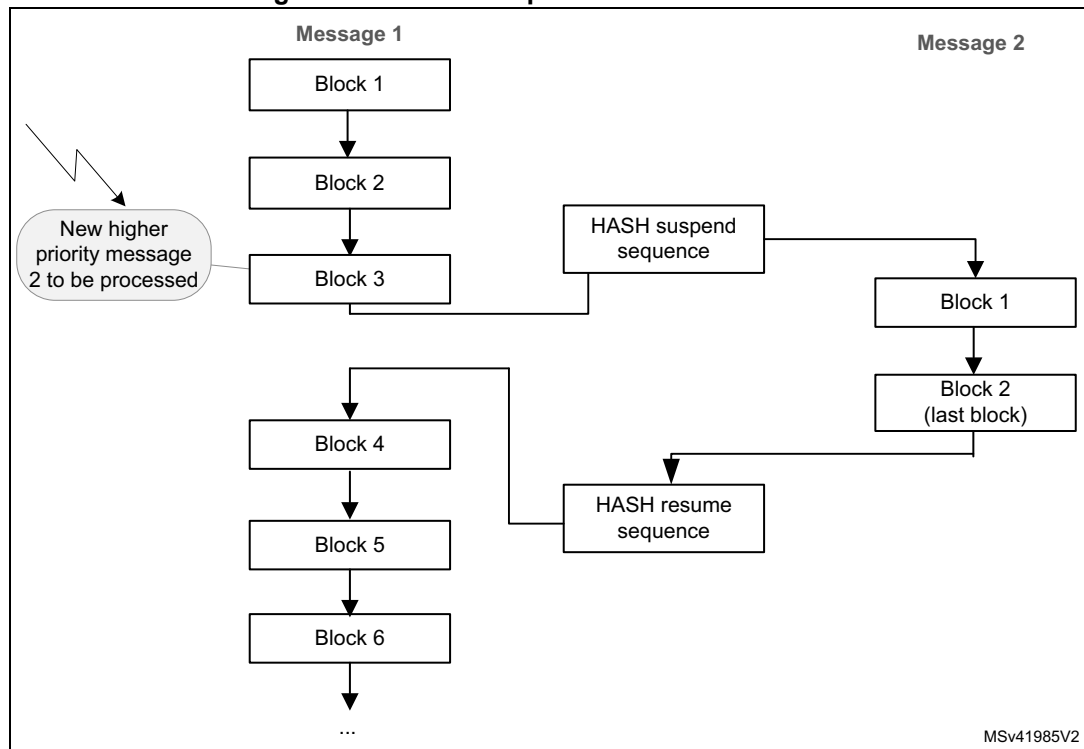 Message 1
Message 2
Block 1
Block 2
New higher
priority message
2 to be processed
Block 3
HASH suspend
sequence
Block 1
Block 2
(last block)
Block 4
HASH resume
sequence
Block 5
Block 6
...
MSv41985V2